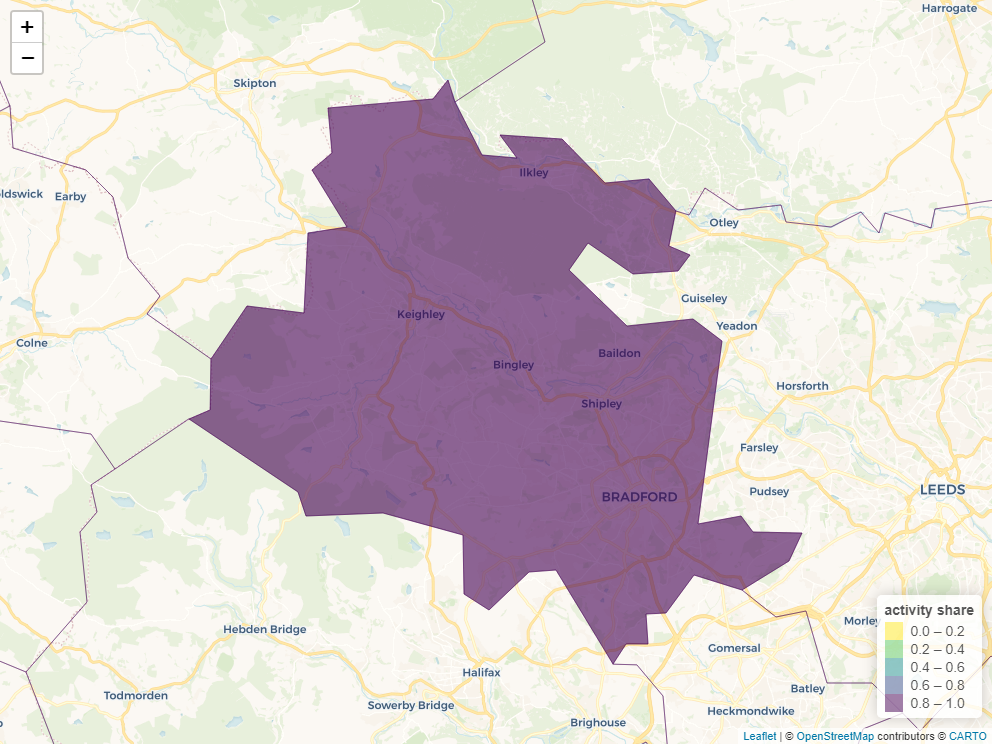 +
−
Harrogate
Skipton
Ilkley
Earby
Otley
Guiseley
Keighley
Yeadon
Colne
Baildon
Bingley
Horsforth
Shipley
Farsley
LEEDS
Pudsey
BRADFORD
activity share
0.0 – 0.2
0.2 – 0.4
0.4 – 0.6
0.6 – 0.8
0.8 – 1.0
Hebden Bridge
Gomersal
Halifax
Batley
Todmorden
Sowerby Bridge
Heckmondwike
Brighouse
Leaflet | © OpenStreetMap contributors © CARTO